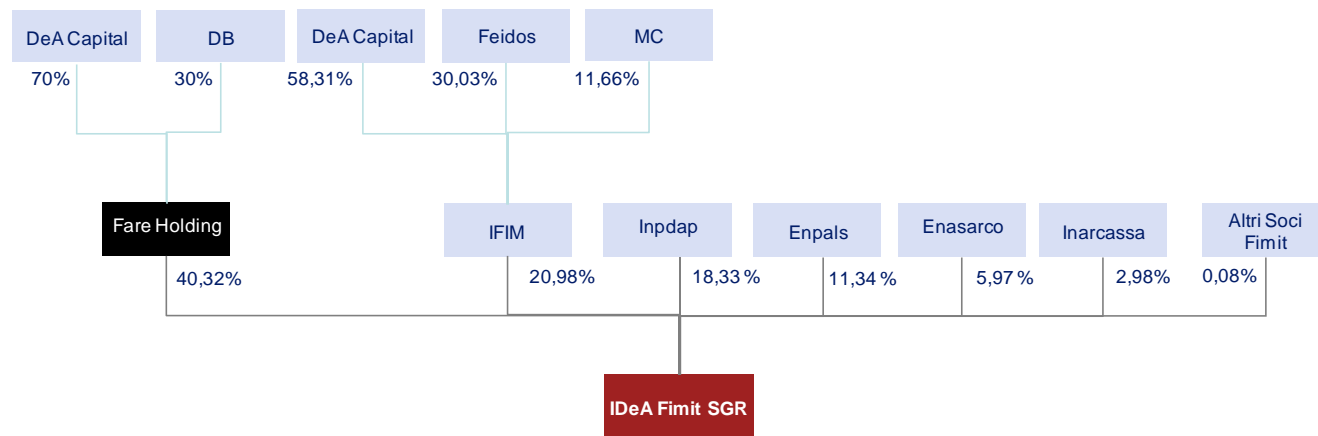 DeA Capital
DB
DeA Capital
Feidos
MC
70%
30%
58,31%
30,03%
11,66%
Fare Holding
IFIM
Inpdap
Enpals
Enasarco
Inarcassa
Altri Soci
Fimit
40,32%
20,98%
18,33 %
11,34 %
5,97 %
2,98%
0,08%
IDeA Fimit SGR